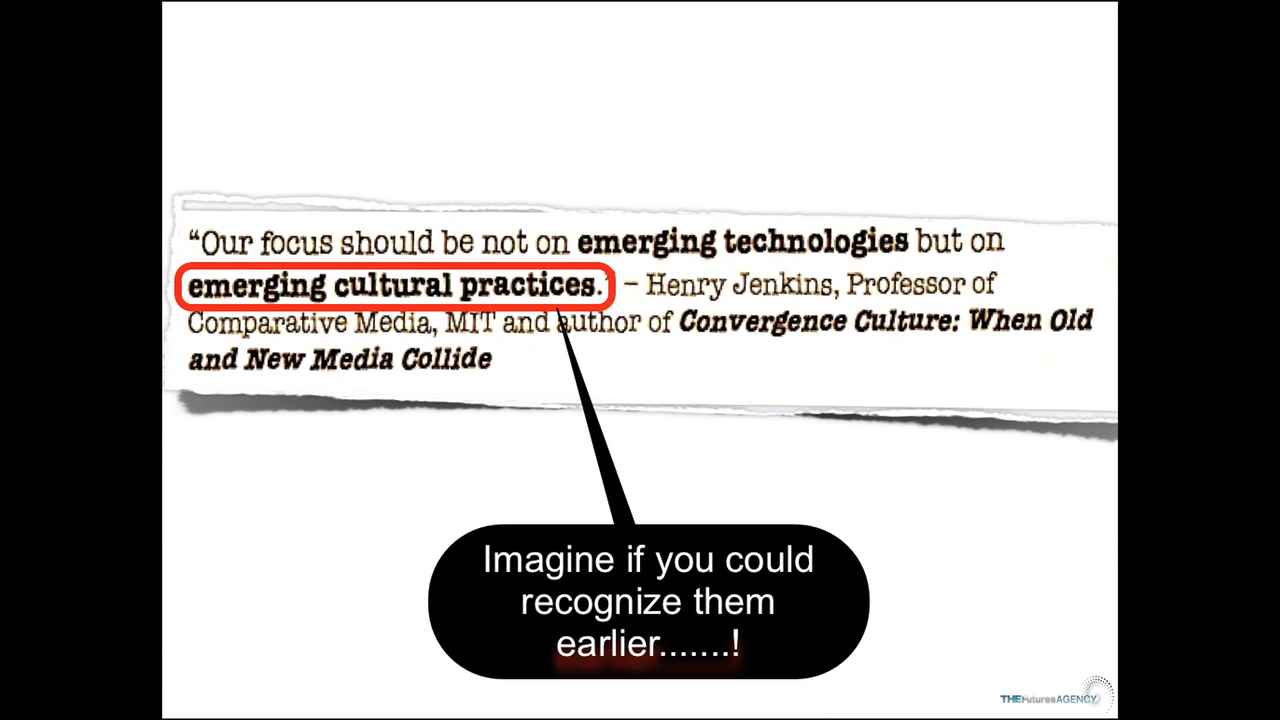 “Our focus should be not on emerging technologies but on
emerging cultural practices.” – Henry Jenkins, Professor of
Comparative Media, MIT and author of Convergence Culture: When Old
and New Media Collide
Imagine if you could
recognize them
earlier.......!
THEFuturesAGENCY